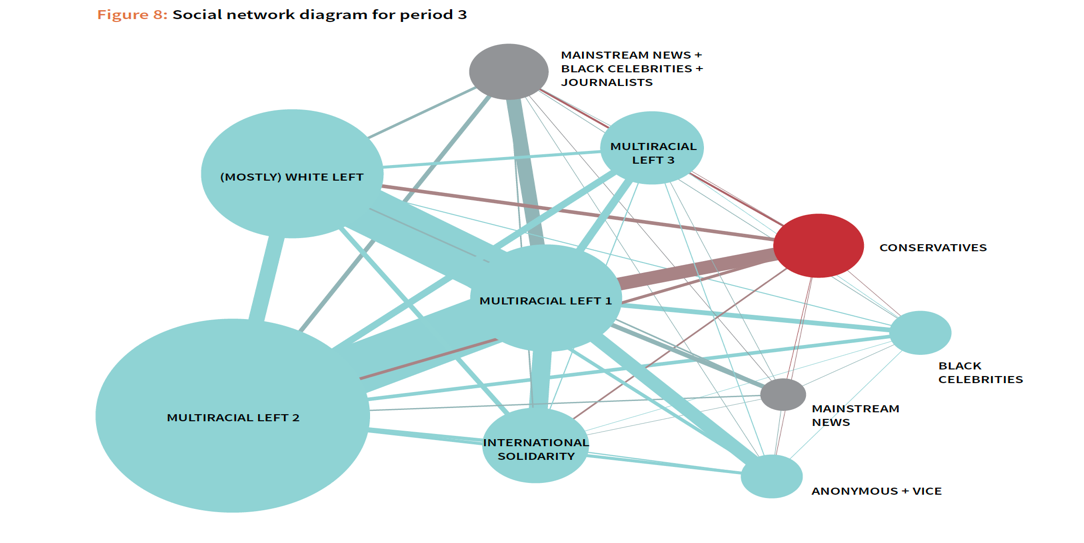 Figure 8: Social network diagram for period 3
MAINSTREAM NEWS +
BLACK CELEBRITIES +
JOURNALISTS
MULTIRACIAL
LEFT 3
(MOSTLY) WHITE LEFT
CONSERVATIVES
MULTIRACIAL LEFT 1
BLACK
CELEBRITIES
MAINSTREAM
NEWS
MULTIRACIAL LEFT 2
INTERNATIONAL
SOLIDARITY
ANONYMOUS + VICE